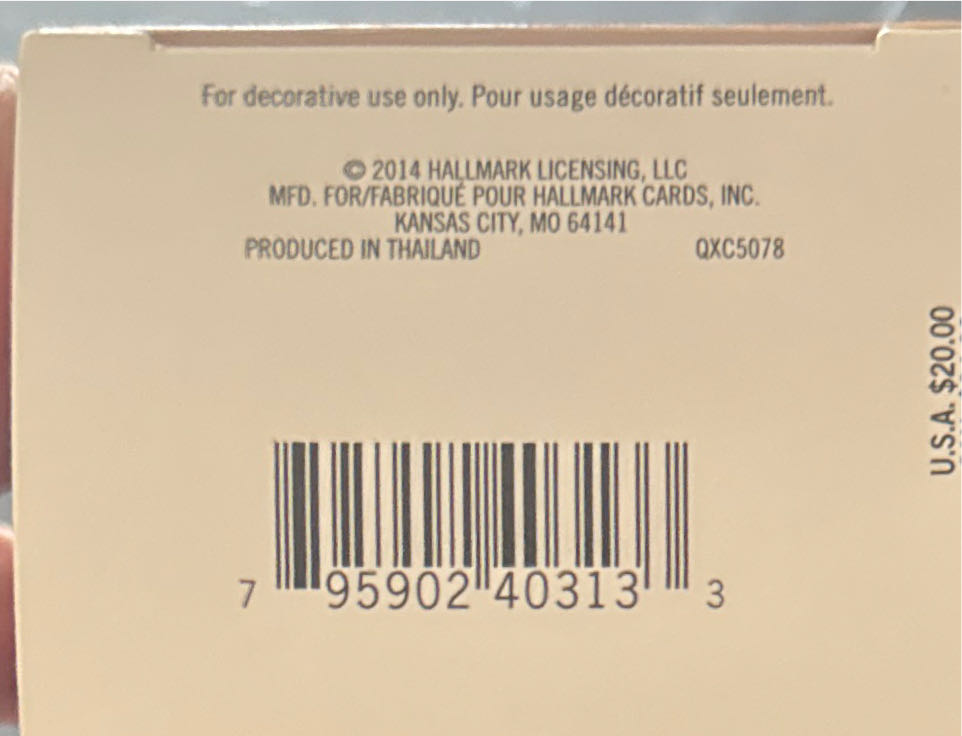 For decorative use only. Pour usage décoratif seulement.
© 2014 HALLMARK LICENSING, LLC
MFD. FOR/FABRIQUÉ POUR HALLMARK CARDS, INC.
KANSAS CITY, MO 64141
PRODUCED IN THAILAND QXC5078
U.S.A. $20.00
7 95902 40313 3